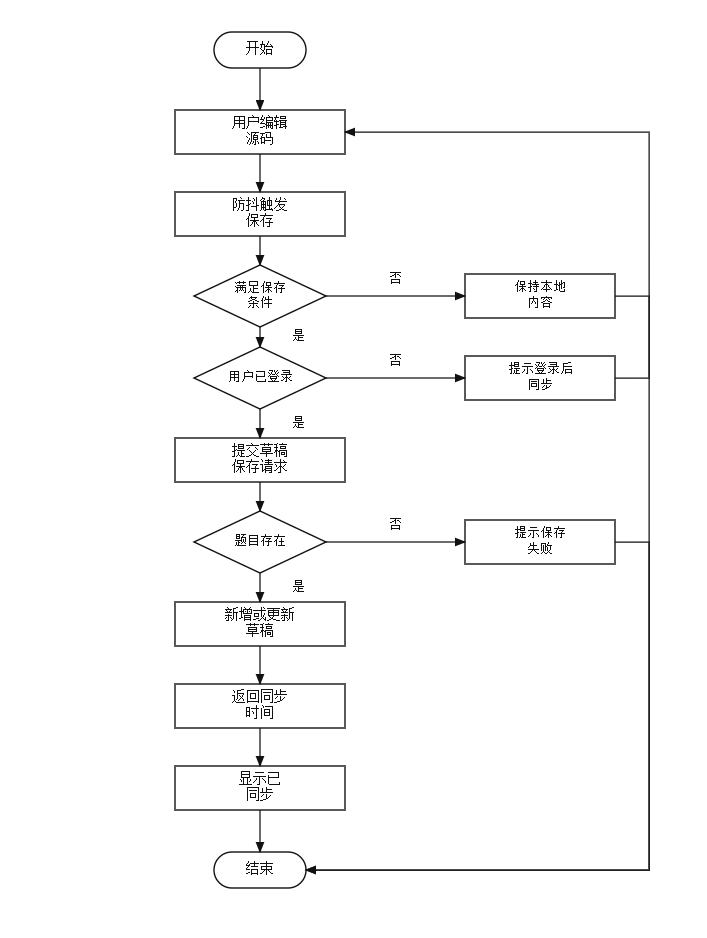 开始
用户编辑
源码
防抖触发
保存
满足保存
条件
否
保持本地
内容
是
用户已登录
否
提示登录后
同步
是
提交草稿
保存请求
题目存在
否
提示保存
失败
是
新增或更新
草稿
返回同步
时间
显示已
同步
结束